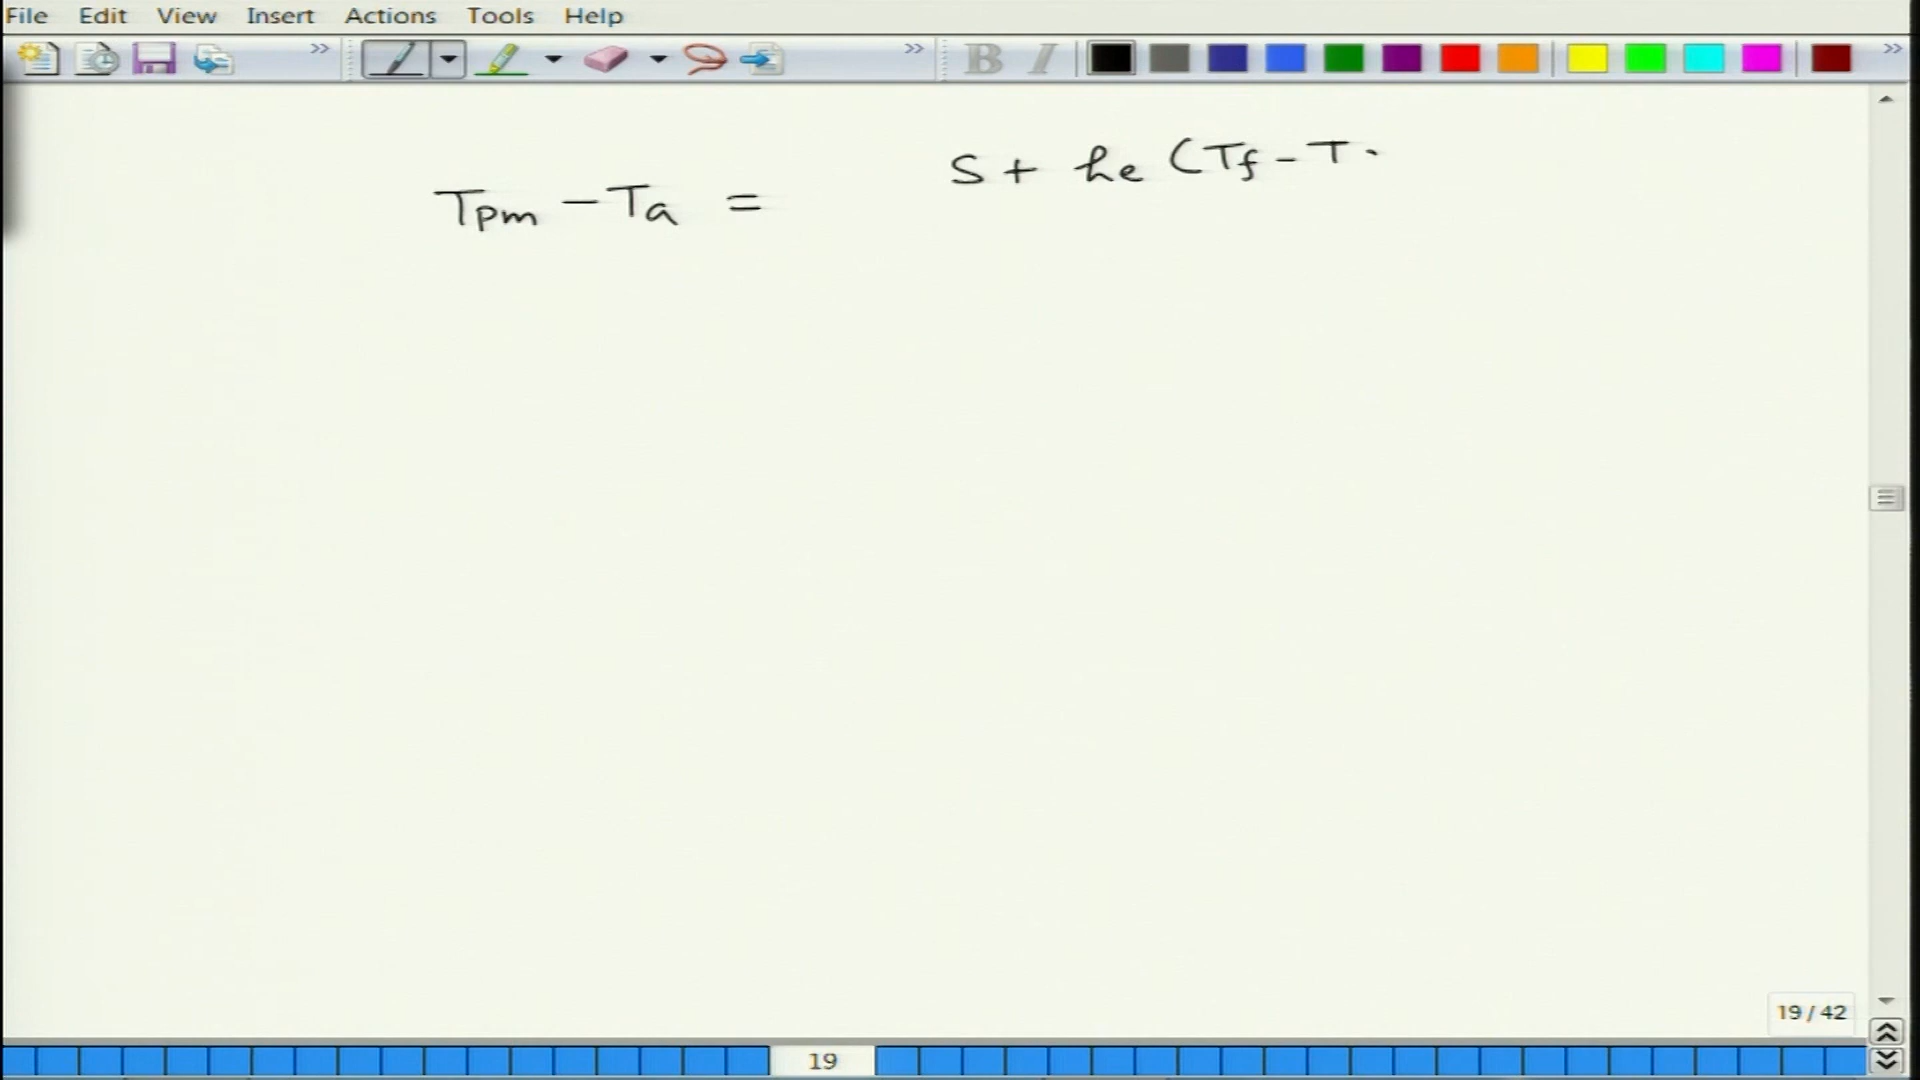 File Edit View Insert Actions Tools Help
B I
S + he (Tf - T
Tpm - Ta =
19 / 42
19